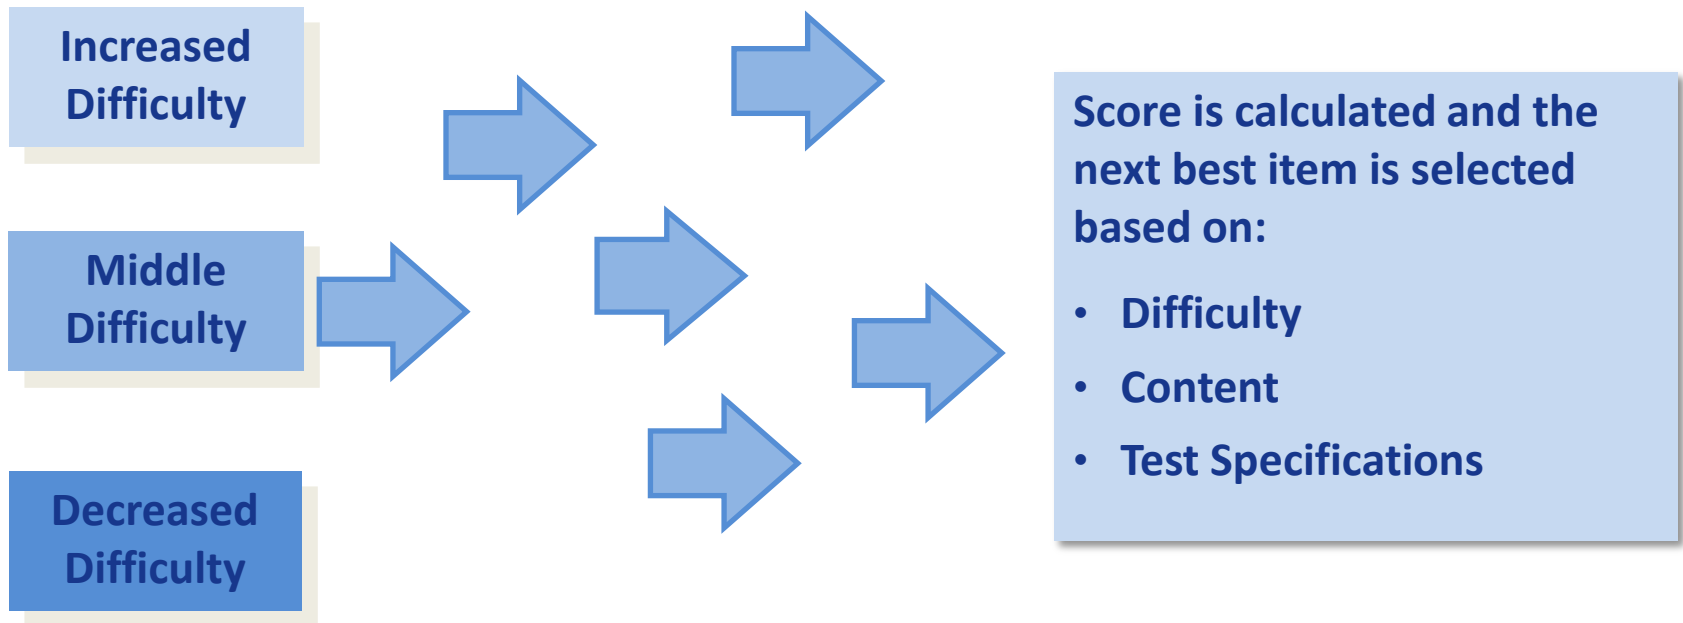 Increased
Difficulty
Middle
Difficulty
Decreased
Difficulty
Score is calculated and the
next best item is selected
based on:
• Difficulty
• Content
• Test Specifications